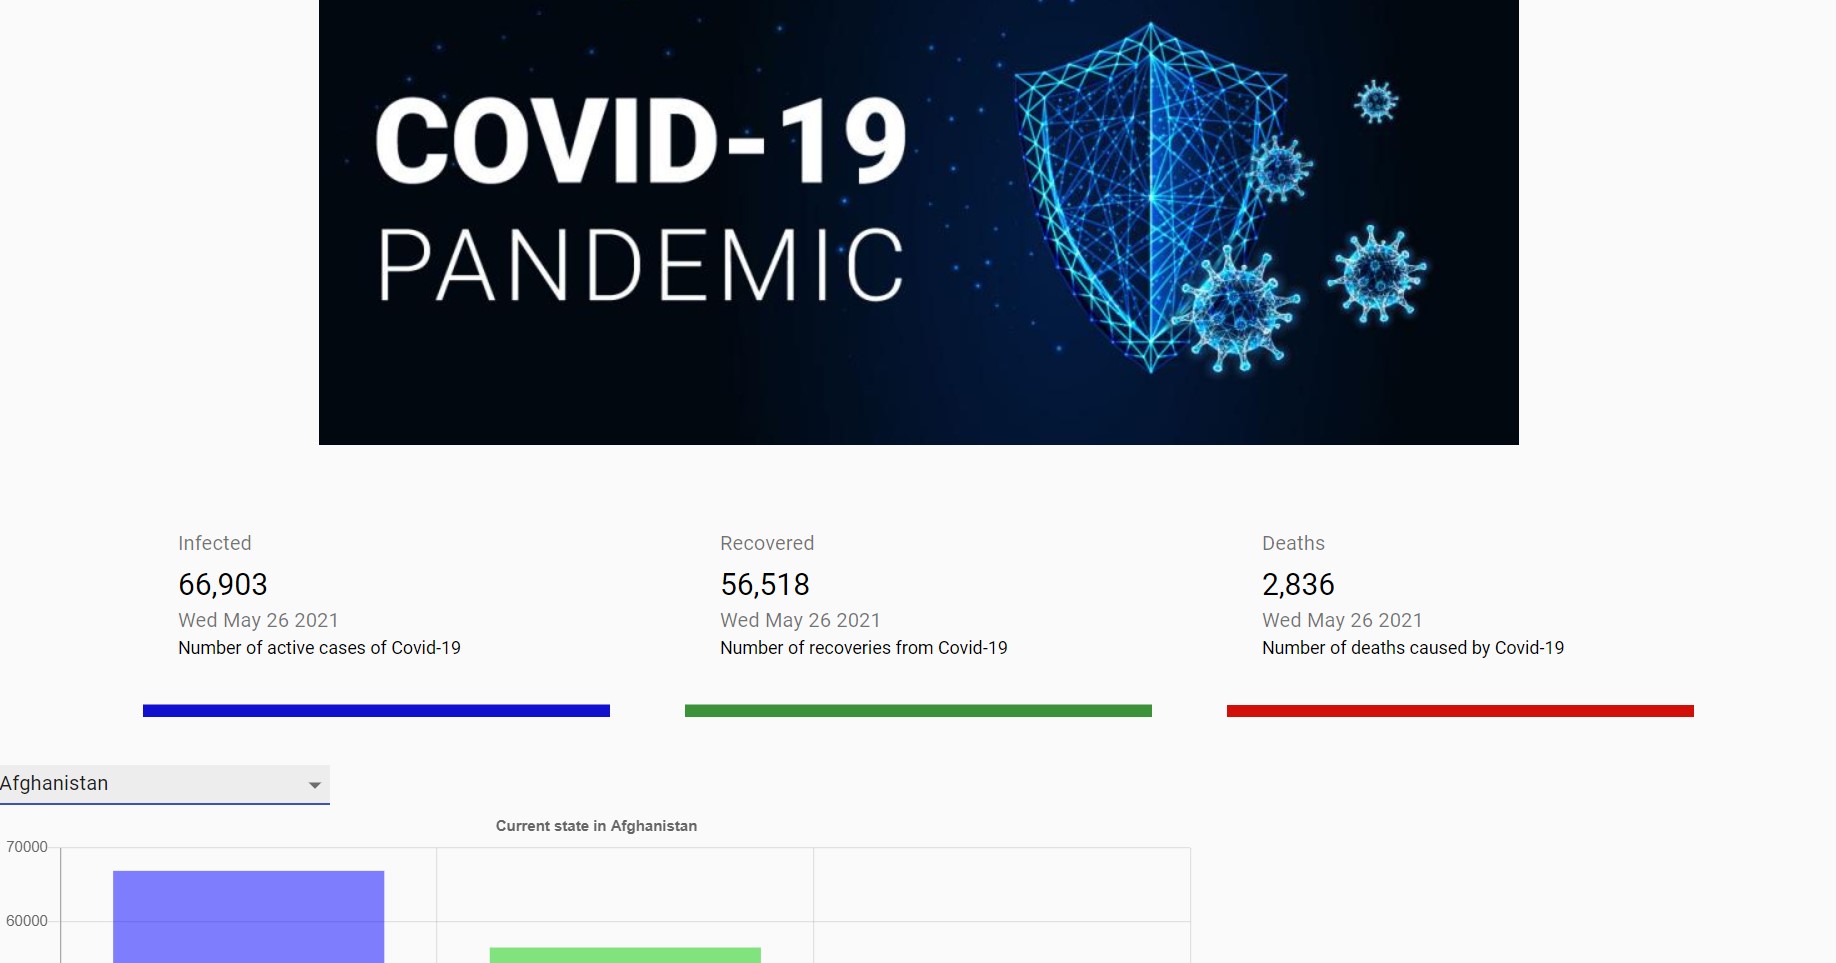 COVID-19
PANDEMIC
Infected
66,903
Wed May 26 2021
Number of active cases of Covid-19
Recovered
56,518
Wed May 26 2021
Number of recoveries from Covid-19
Deaths
2,836
Wed May 26 2021
Number of deaths caused by Covid-19
Afghanistan
Current state in Afghanistan
70000
60000